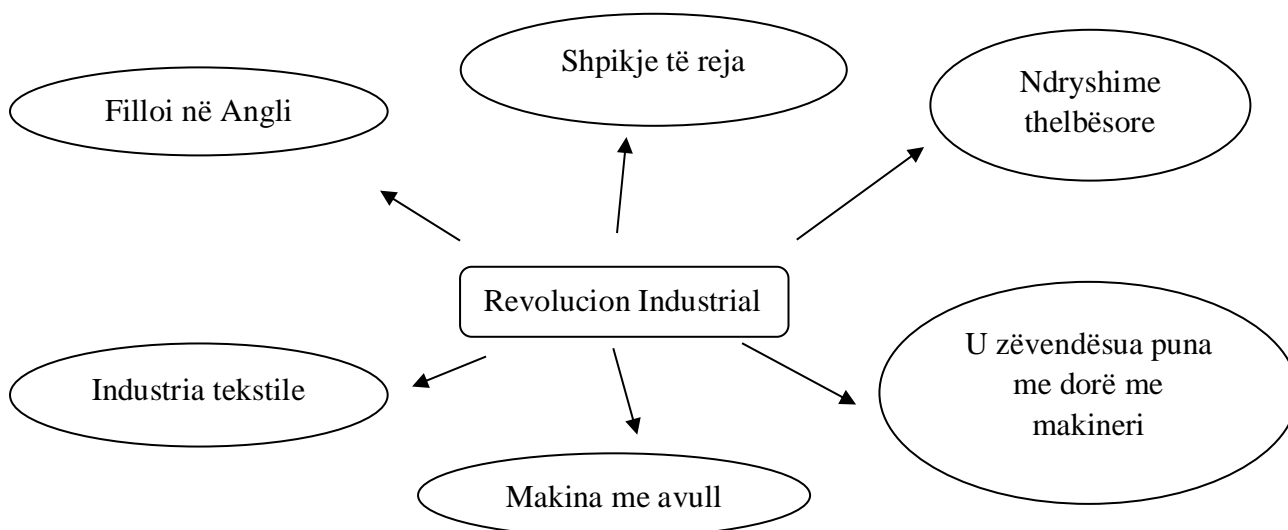 Shpikje të reja
Ndryshime
thelbësore
Filloi në Angli
Revolucion Industrial
U zëvendësua puna
me dorë me
makineri
Industria tekstile
Makina me avull